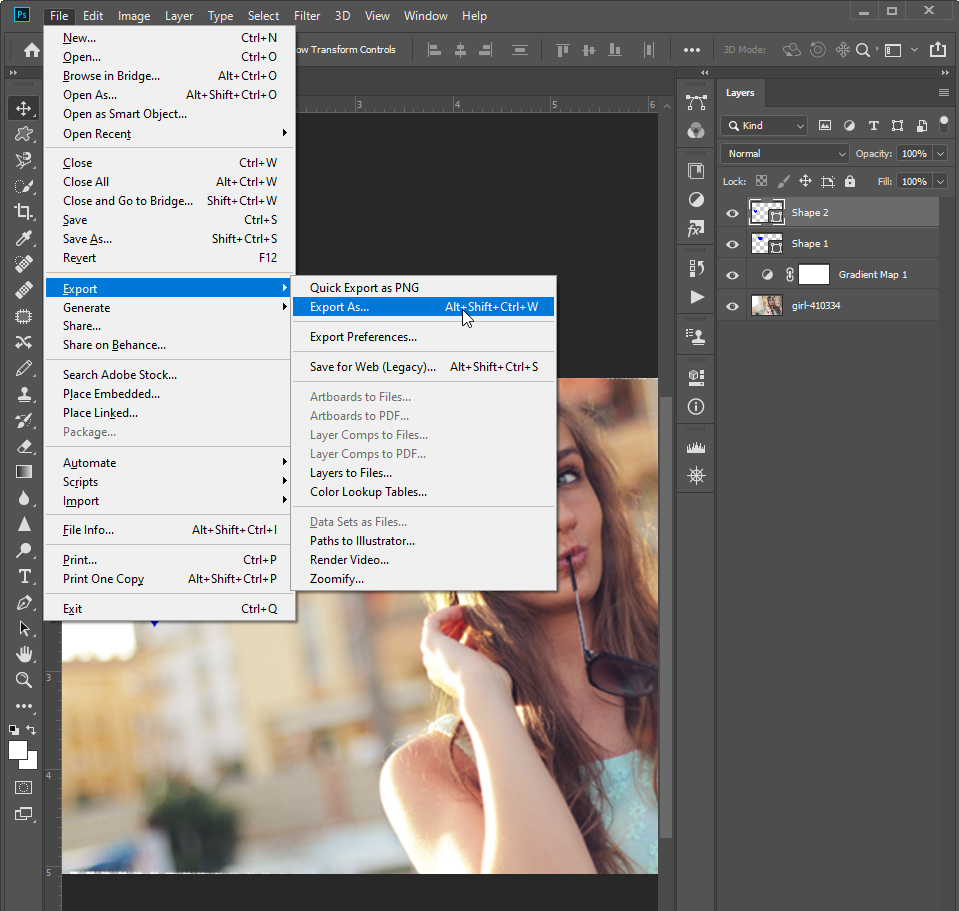 Ps File Edit Image Layer Type Select Filter 3D View Window Help
ow Transform Controls 3D Mode:
New... Ctrl+N
Open... Ctrl+O
Browse in Bridge... Alt+Ctrl+O
Open As... Alt+Shift+Ctrl+O
Open as Smart Object...
Open Recent
Close Ctrl+W
Close All Alt+Ctrl+W
Close and Go to Bridge... Shift+Ctrl+W
Save Ctrl+S
Save As... Shift+Ctrl+S
Revert F12
Export
Generate
Share...
Share on Behance...
Search Adobe Stock...
Place Embedded...
Place Linked...
Package...
Automate
Scripts
Import
File Info... Alt+Shift+Ctrl+I
Print... Ctrl+P
Print One Copy Alt+Shift+Ctrl+P
Exit Ctrl+Q
Quick Export as PNG
Export As... Alt+Shift+Ctrl+W
Export Preferences...
Save for Web (Legacy)... Alt+Shift+Ctrl+S
Artboards to Files...
Artboards to PDF...
Layer Comps to Files...
Layer Comps to PDF...
Layers to Files...
Color Lookup Tables...
Data Sets as Files...
Paths to Illustrator...
Render Video...
Zoomify...
3 4 5 6
3
4
5
Layers
Kind
Normal Opacity: 100%
Lock: Fill: 100%
Shape 2
Shape 1
Gradient Map 1
girl-410334